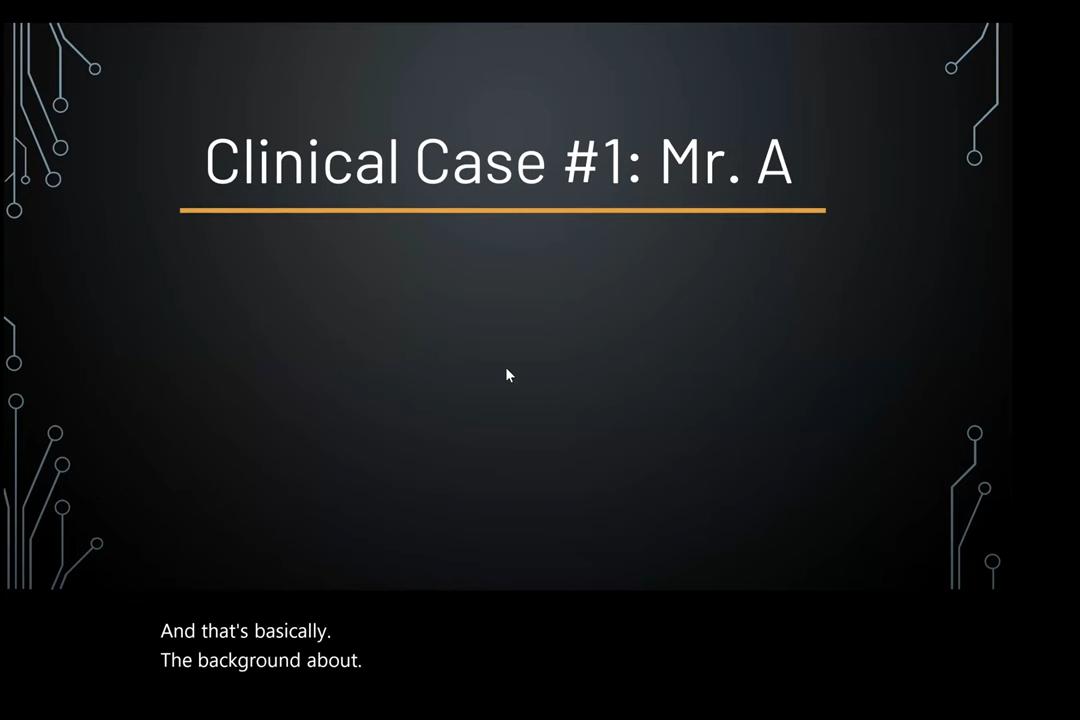 Clinical Case #1: Mr. A
And that's basically.
The background about.